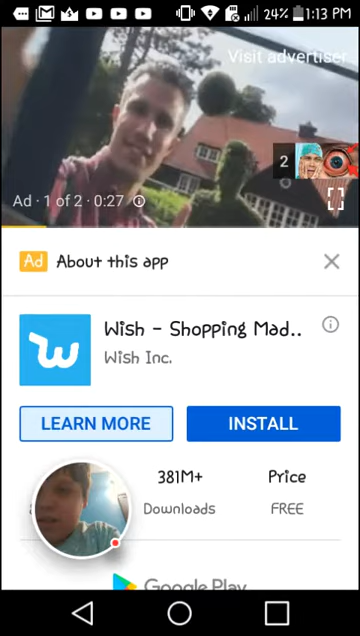 24% 1:13 PM
Visit advertiser
2
Ad · 1 of 2 · 0:27
Ad About this app
Wish - Shopping Mad..
Wish Inc.
LEARN MORE INSTALL
381M+ Price
Downloads FREE
Google Play